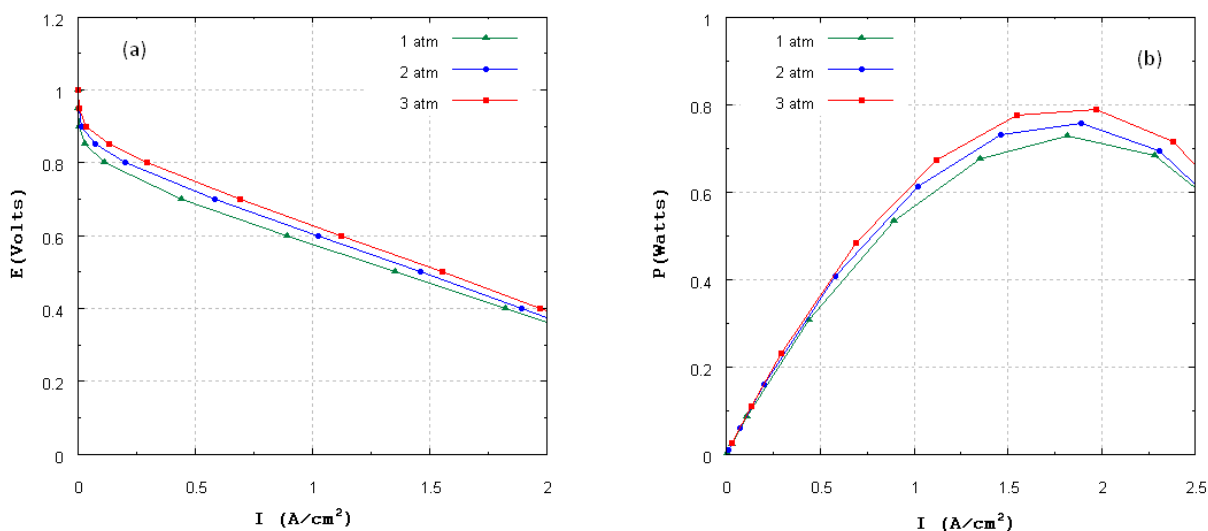 (a)
1 atm
2 atm
3 atm
1.2
1
0.8
0.6
0.4
0.2
0
E(Volts)
0 0.5 1 1.5 2
I (A/cm²)
(b)
1 atm
2 atm
3 atm
1
0.8
0.6
0.4
0.2
0
P(Watts)
0 0.5 1 1.5 2 2.5
I (A/cm²)